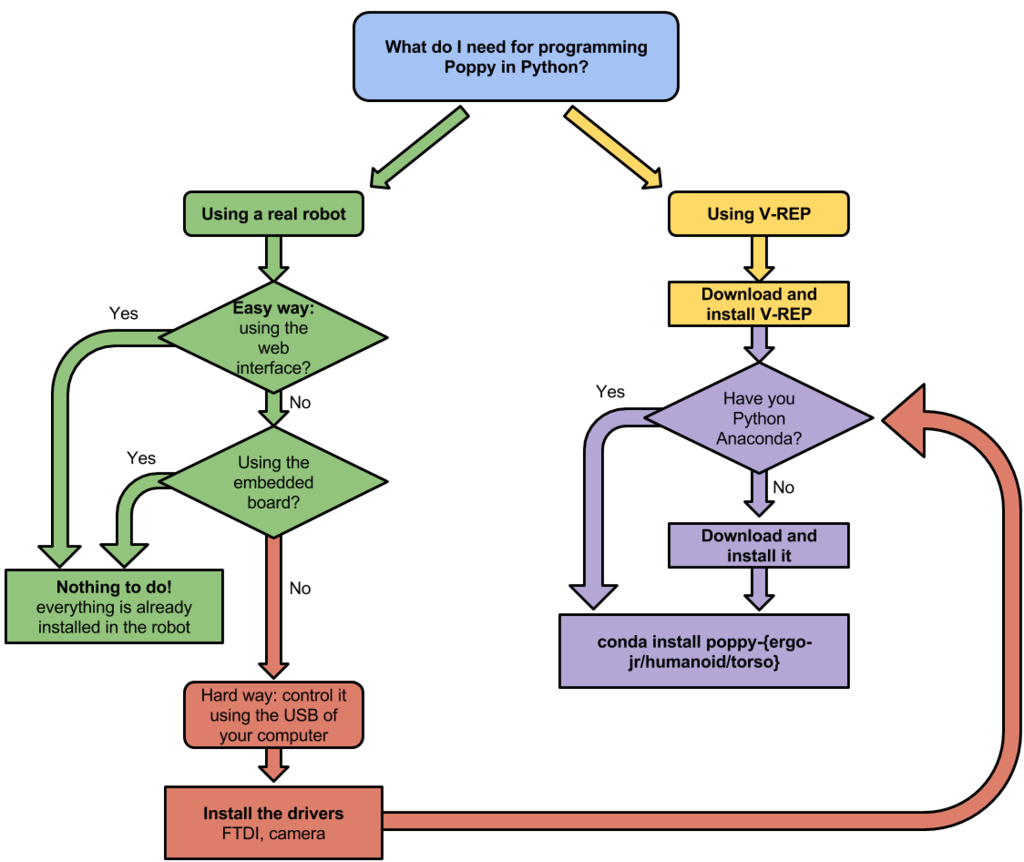 What do I need for programming
Poppy in Python?
Using a real robot
Using V-REP
Easy way:
using the
web
interface?
Yes
No
Download and
install V-REP
Using the
embedded
board?
Yes
No
Have you
Python
Anaconda?
Yes
No
Download and
install it
Nothing to do!
everything is already
installed in the robot
conda install poppy-{ergo-
jr/humanoid/torso}
Hard way: control it
using the USB of
your computer
Install the drivers
FTDI, camera